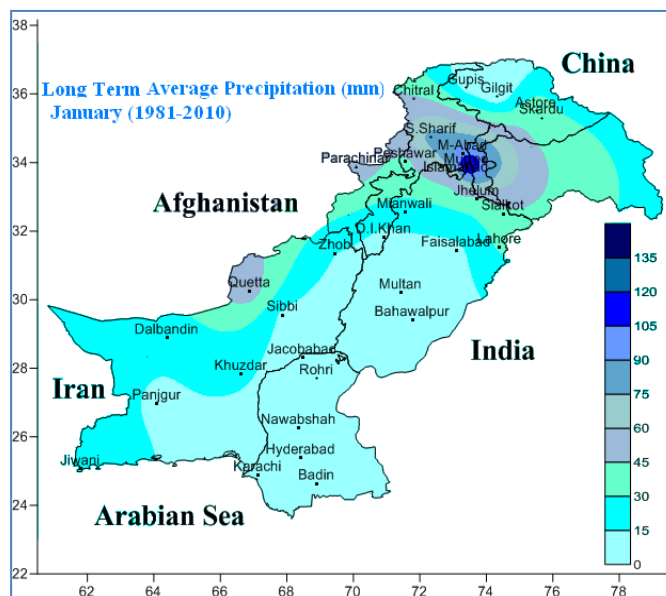 38
36
34
32
30
28
26
24
22
Long Term Average Precipitation (mm)
January (1981-2010)
China
Gupis
Gilgit
Chitral
Astore
Skardu
S.Sharif
M-Abad
Peshawar
Parachinar
Jhelum
Sialkot
Afghanistan
Mianwali
D.I.Khan
Zhob
Faisalabad
Lahore
Quetta
Multan
Sibbi
Bahawalpur
Dalbandin
Jacobabad
India
Khuzdar
Rohri
Iran
Panjgur
Nawabshah
Hyderabad
Jiwani
Karachi
Badin
Arabian Sea
135
120
105
90
75
60
45
30
15
0
62
64
66
68
70
72
74
76
78